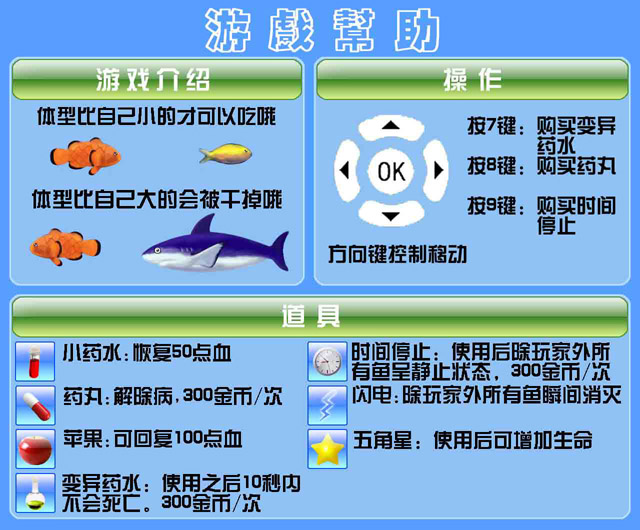 游戲幫助
游戏介绍
体型比自己小的才可以吃哦
体型比自己大的会被干掉哦
操作
OK
按7键：购买变异
药水
按8键：购买药丸
按9键：购买时间
停止
方向键控制移动
道具
小药水：恢复50点血
药丸：解除病，300金币/次
苹果：可回复100点血
变异药水：使用之后10秒内
不会死亡。300金币/次
时间停止：使用后除玩家外所
有鱼呈静止状态，300金币/次
闪电：除玩家外所有鱼瞬间消灭
五角星：使用后可增加生命